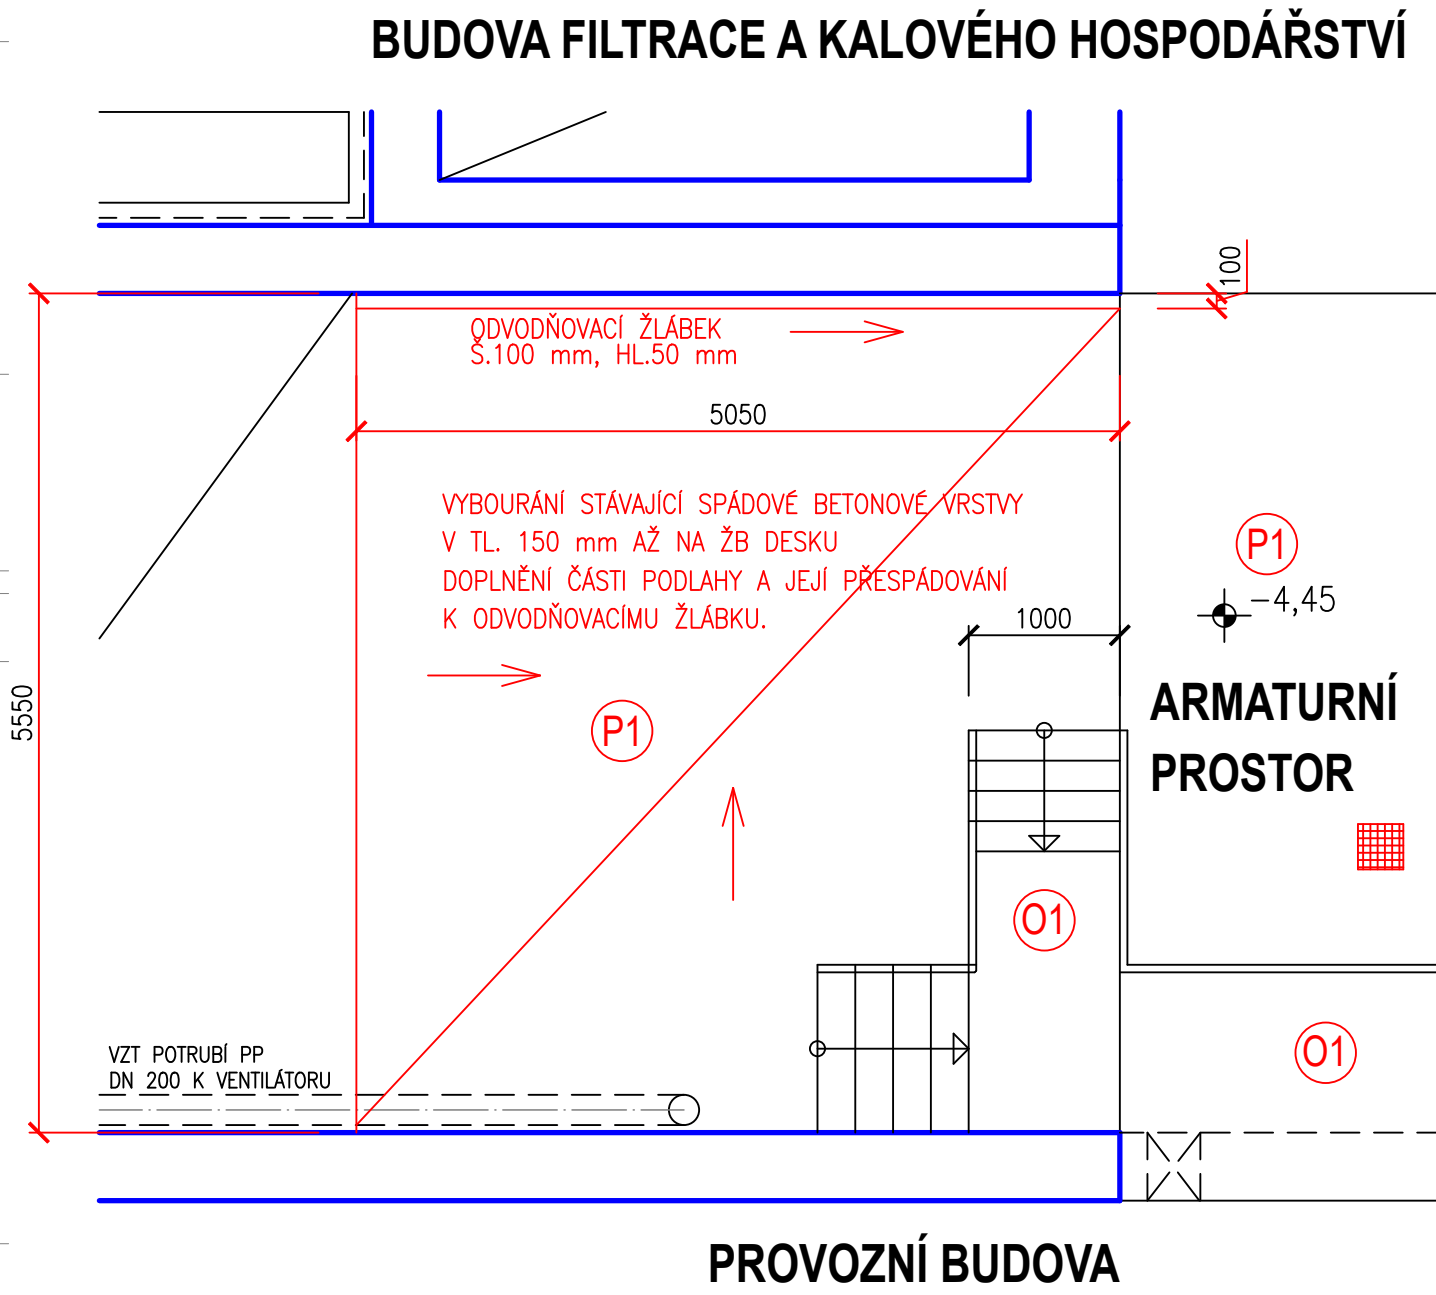 BUDOVA FILTRACE A KALOVÉHO HOSPODÁŘSTVÍ
100
ODVODŇOVACÍ ŽLÁBEK
Š.100 mm, HL.50 mm
5050
VYBOURÁNÍ STÁVAJÍCÍ SPÁDOVÉ BETONOVÉ VRSTVY
V TL. 150 mm AŽ NA ŽB DESKU
DOPLNĚNÍ ČÁSTI PODLAHY A JEJÍ PŘESPÁDOVÁNÍ
K ODVODŇOVACÍMU ŽLÁBKU.
P1
-4,45
1000
5550
P1
ARMATURNÍ
PROSTOR
O1
O1
VZT POTRUBÍ PP
DN 200 K VENTILÁTORU
PROVOZNÍ BUDOVA